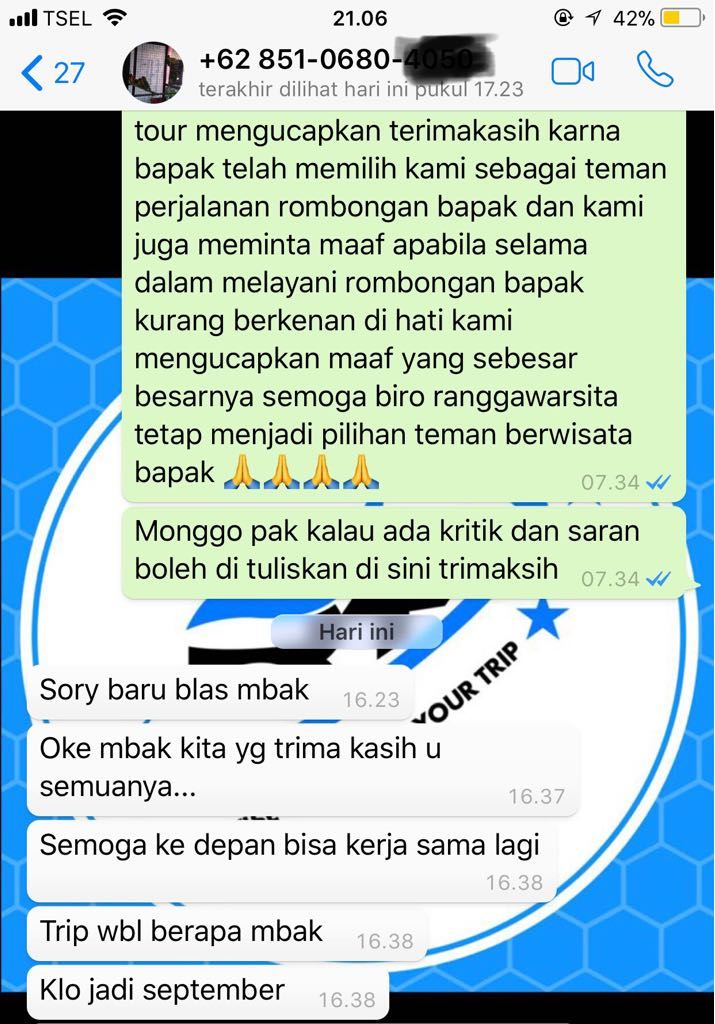 TSEL 21.06 42%
27 +62 851-0680-
terakhir dilihat hari ini pukul 17.23
tour mengucapkan terimakasih karna
bapak telah memilih kami sebagai teman
perjalanan rombongan bapak dan kami
juga meminta maaf apabila selama
dalam melayani rombongan bapak
kurang berkenan di hati kami
mengucapkan maaf yang sebesar
besarnya semoga biro ranggawarsita
tetap menjadi pilihan teman berwisata
bapak 🙏🙏🙏🙏 07.34
Monggo pak kalau ada kritik dan saran
boleh di tuliskan di sini trimaksih 07.34
Hari ini
YOUR TRIP
Sory baru blas mbak 16.23
Oke mbak kita yg trima kasih u
semuanya... 16.37
Semoga ke depan bisa kerja sama lagi
16.38
Trip wbl berapa mbak 16.38
Klo jadi september 16.38